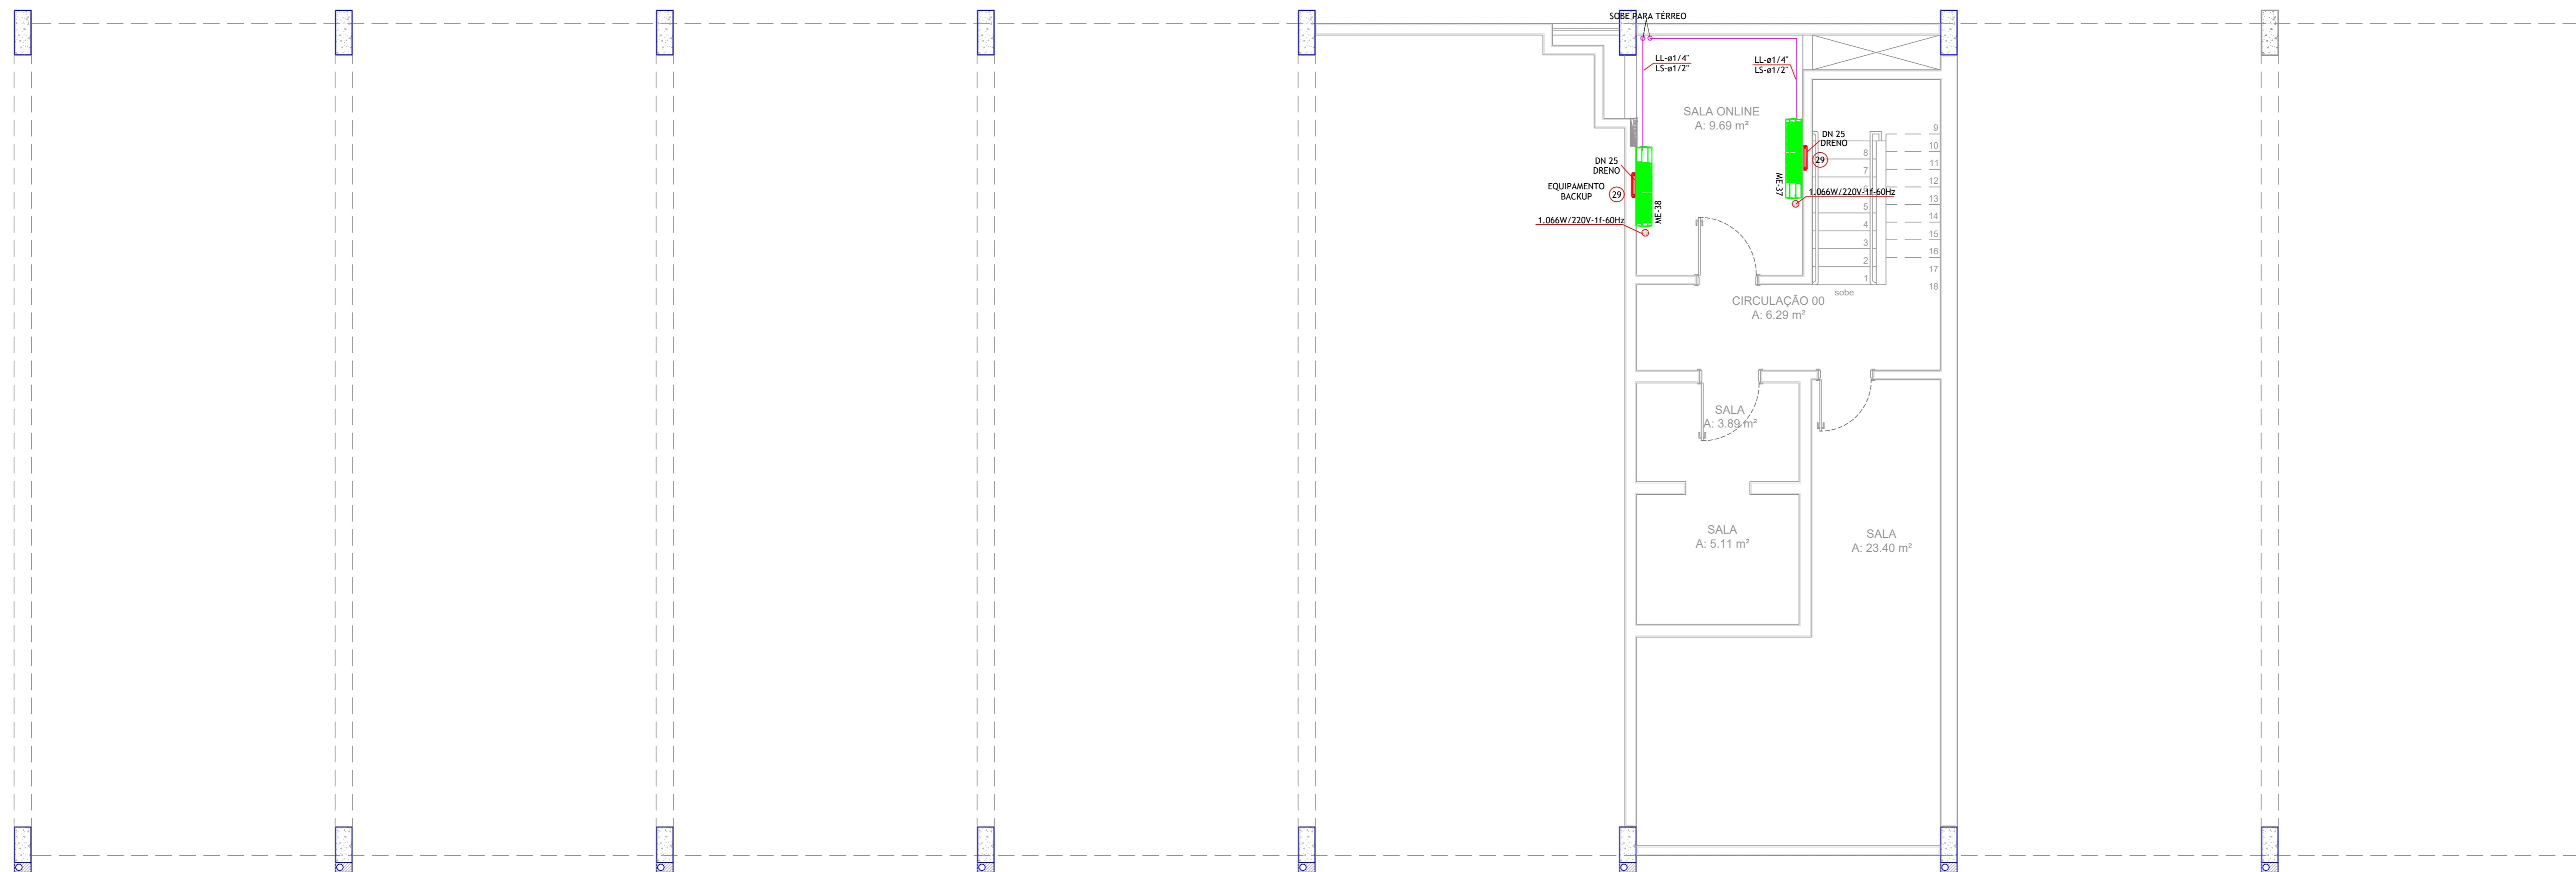 SOBE PARA TÉRREO
LL-ø1/4"
LS-ø1/2"
LL-ø1/4"
LS-ø1/2"
SALA ONLINE
A: 9.69 m²
DN 25
DRENO
29
ME-37
1.066W/220V-1f-60Hz
DN 25
DRENO
EQUIPAMENTO
BACKUP
29
ME-38
1.066W/220V-1f-60Hz
9
10
11
12
13
14
15
16
17
18
8
7
6
5
4
3
2
1
sobe
CIRCULAÇÃO 00
A: 6.29 m²
SALA
A: 3.89 m²
SALA
A: 5.11 m²
SALA
A: 23.40 m²